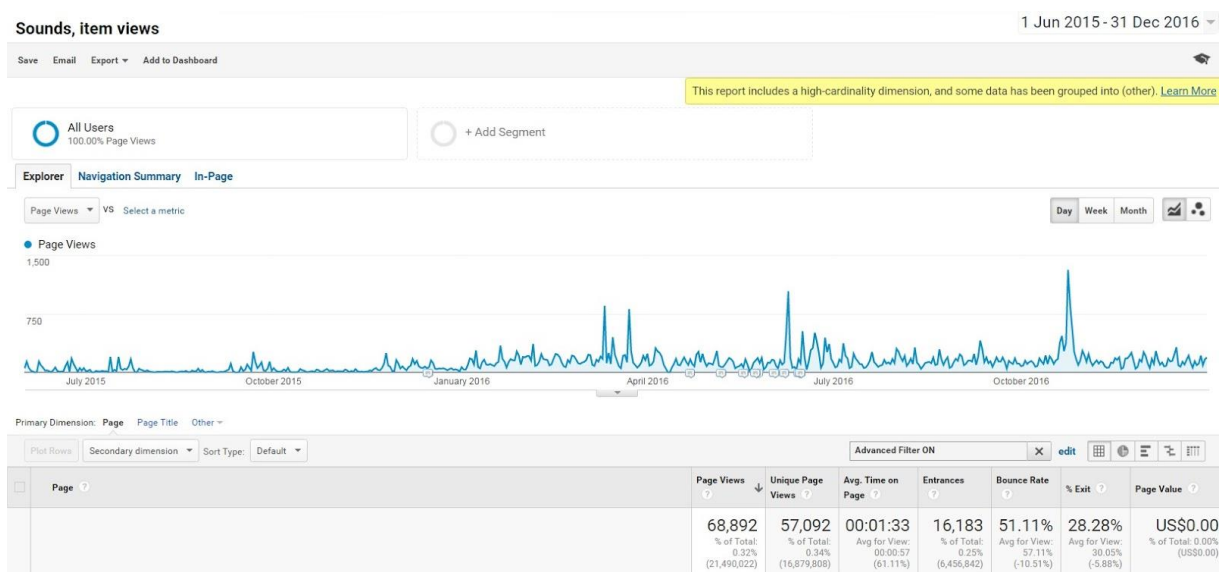 Sounds, item views
1 Jun 2015 - 31 Dec 2016
Save Email Export Add to Dashboard
This report includes a high-cardinality dimension, and some data has been grouped into (other). Learn More
All Users
100.00% Page Views
+ Add Segment
Explorer Navigation Summary In-Page
Page Views VS Select a metric
Day Week Month
Page Views
1,500
750
July 2015 October 2015 January 2016 April 2016 July 2016 October 2016
Primary Dimension: Page Page Title Other
Plot Rows Secondary dimension Sort Type: Default Advanced Filter ON edit
Page ? Page Views ? Unique Page Views ? Avg. Time on Page ? Entrances ? Bounce Rate ? % Exit ? Page Value ?
68,892 57,092 00:01:33 16,183 51.11% 28.28% US$0.00
% of Total: % of Total: Avg for View: % of Total: Avg for View: Avg for View: % of Total: 0.00%
0.32% 0.34% 00:00:57 0.25% 57.11% 30.05% (US$0.00)
(21,490,022) (16,879,808) (61.11%) (6,456,842) (-10.51%) (-5.88%)